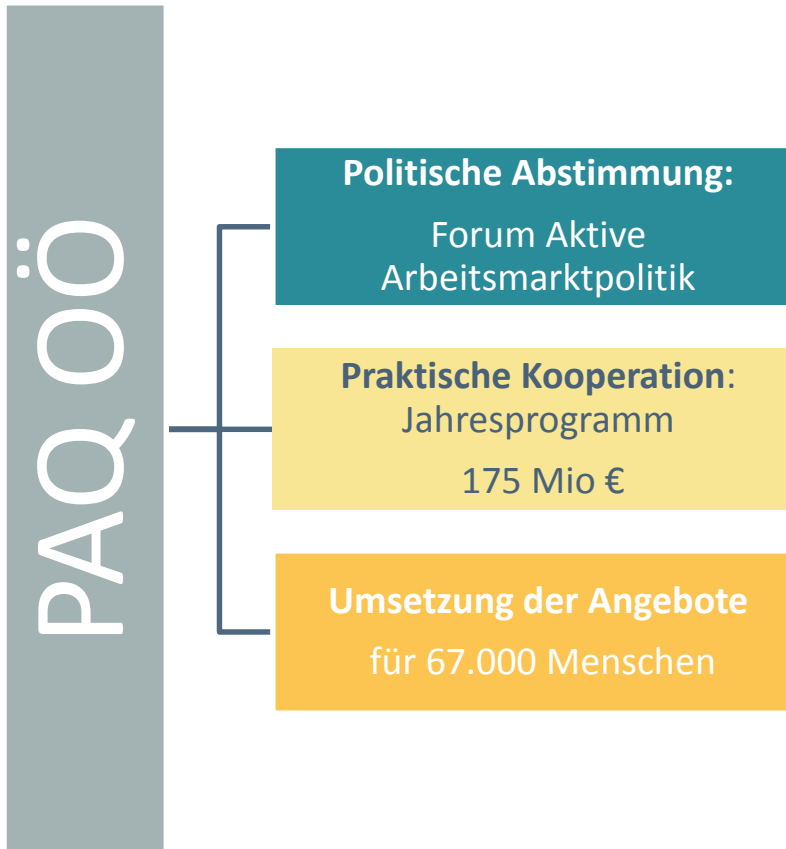 PAQ OÖ
Politische Abstimmung:
Forum Aktive
Arbeitsmarktpolitik
Praktische Kooperation:
Jahresprogramm
175 Mio €
Umsetzung der Angebote
für 67.000 Menschen